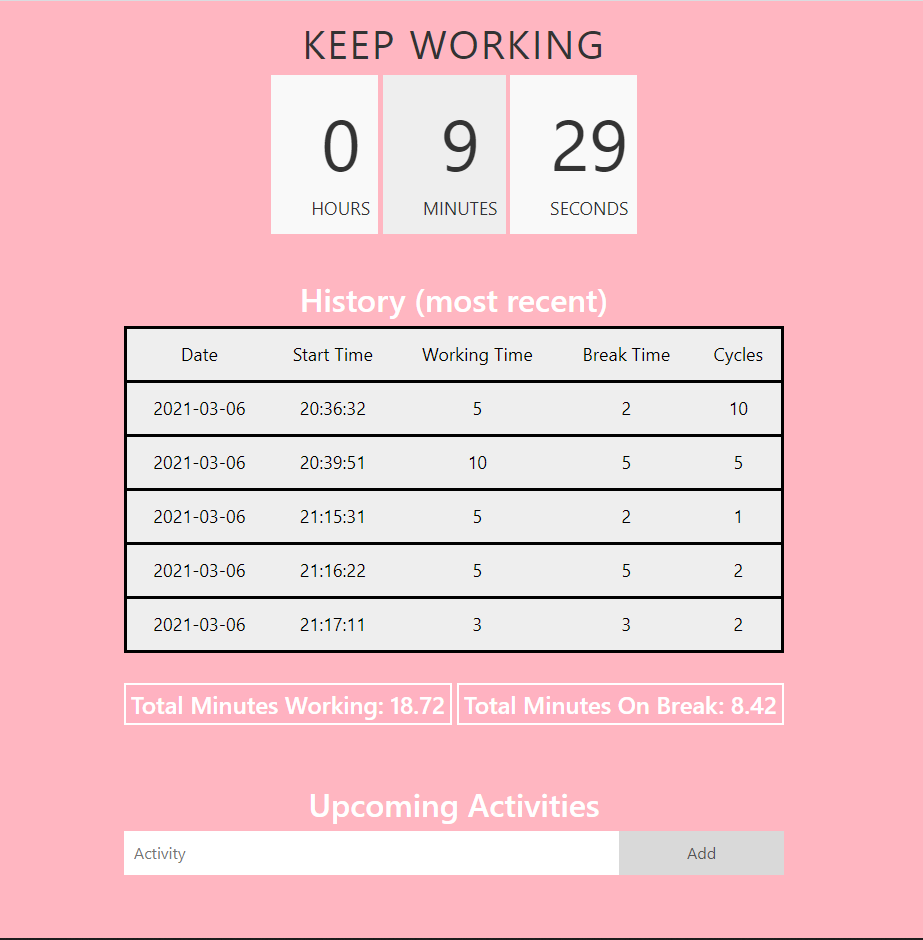 KEEP WORKING
0 9 29
HOURS MINUTES SECONDS
History (most recent)
Date Start Time Working Time Break Time Cycles
2021-03-06 20:36:32 5 2 10
2021-03-06 20:39:51 10 5 5
2021-03-06 21:15:31 5 2 1
2021-03-06 21:16:22 5 5 2
2021-03-06 21:17:11 3 3 2
Total Minutes Working: 18.72 Total Minutes On Break: 8.42
Upcoming Activities
Activity Add